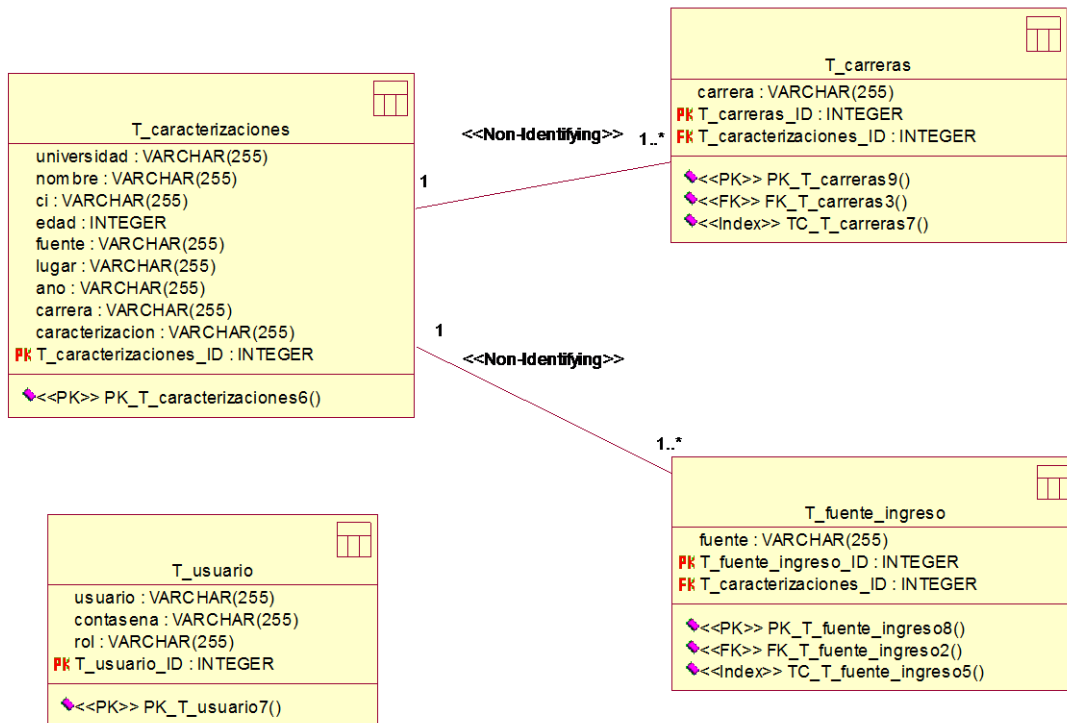 T_caracterizaciones
universidad : VARCHAR(255)
nombre : VARCHAR(255)
ci : VARCHAR(255)
edad : INTEGER
fuente : VARCHAR(255)
lugar : VARCHAR(255)
ano : VARCHAR(255)
carrera : VARCHAR(255)
caracterizacion : VARCHAR(255)
PK T_caracterizaciones_ID : INTEGER
<<PK>> PK_T_caracterizaciones6()
1
<<Non-Identifying>>
1..*
T_carreras
carrera : VARCHAR(255)
PK T_carreras_ID : INTEGER
FK T_caracterizaciones_ID : INTEGER
<<PK>> PK_T_carreras9()
<<FK>> FK_T_carreras3()
<<Index>> TC_T_carreras7()
1
<<Non-Identifying>>
1..*
T_fuente_ingreso
fuente : VARCHAR(255)
PK T_fuente_ingreso_ID : INTEGER
FK T_caracterizaciones_ID : INTEGER
<<PK>> PK_T_fuente_ingreso8()
<<FK>> FK_T_fuente_ingreso2()
<<Index>> TC_T_fuente_ingreso5()
T_usuario
usuario : VARCHAR(255)
contasena : VARCHAR(255)
rol : VARCHAR(255)
PK T_usuario_ID : INTEGER
<<PK>> PK_T_usuario7()